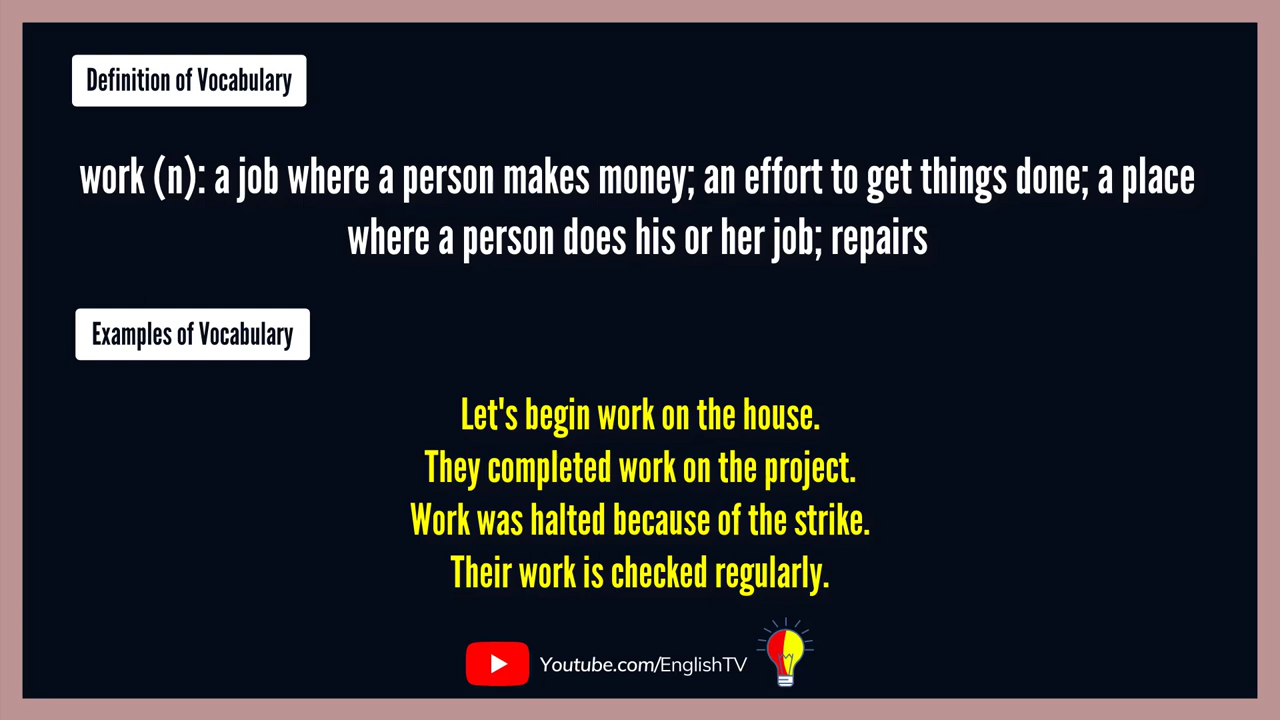 Definition of Vocabulary
work (n): a job where a person makes money; an effort to get things done; a place
where a person does his or her job; repairs
Examples of Vocabulary
Let's begin work on the house.
They completed work on the project.
Work was halted because of the strike.
Their work is checked regularly.
Youtube.com/EnglishTV